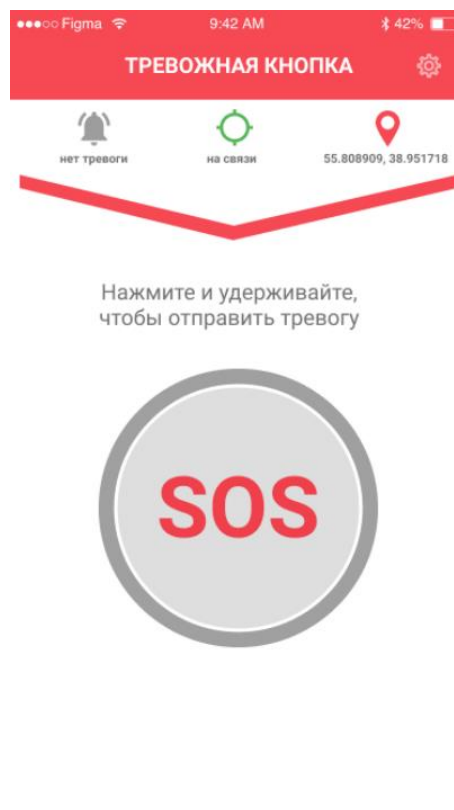 Figma 9:42 AM 42%
ТРЕВОЖНАЯ КНОПКА
нет тревоги на связи 55.808909, 38.951718
Нажмите и удерживайте,
чтобы отправить тревогу
SOS